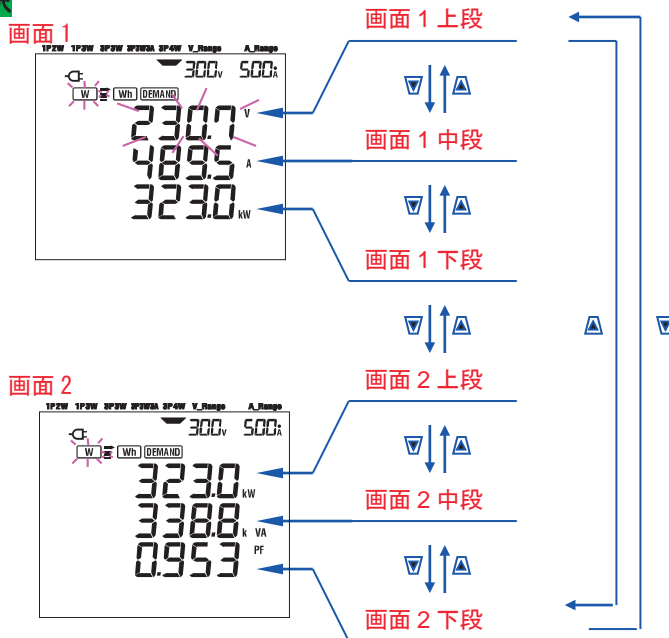 画面1
1P2W 1P3W 3P3W 3P3W3A 3P4W V_Range A_Range
300V 500A
W Wh DEMAND
230.7 V
489.5 A
323.0 kW
画面1上段
画面1中段
画面1下段
画面2
1P2W 1P3W 3P3W 3P3W3A 3P4W V_Range A_Range
300V 500A
W Wh DEMAND
323.0 kW
338.8 k VA
0.953 PF
画面2上段
画面2中段
画面2下段